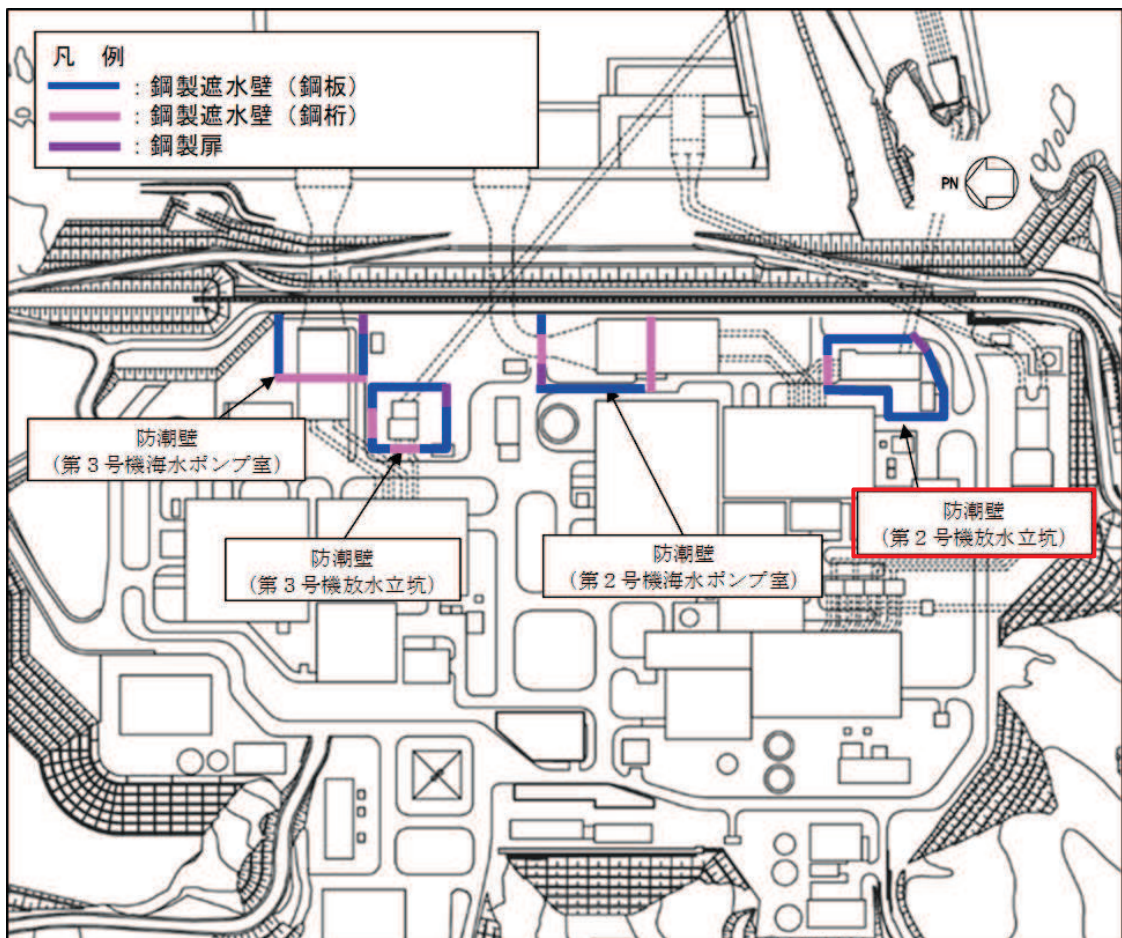 凡 例
：鋼製遮水壁（鋼板）
：鋼製遮水壁（鋼桁）
：鋼製扉
PN
防潮壁
（第３号機海水ポンプ室）
防潮壁
（第３号機放水立坑）
防潮壁
（第２号機海水ポンプ室）
防潮壁
（第２号機放水立坑）